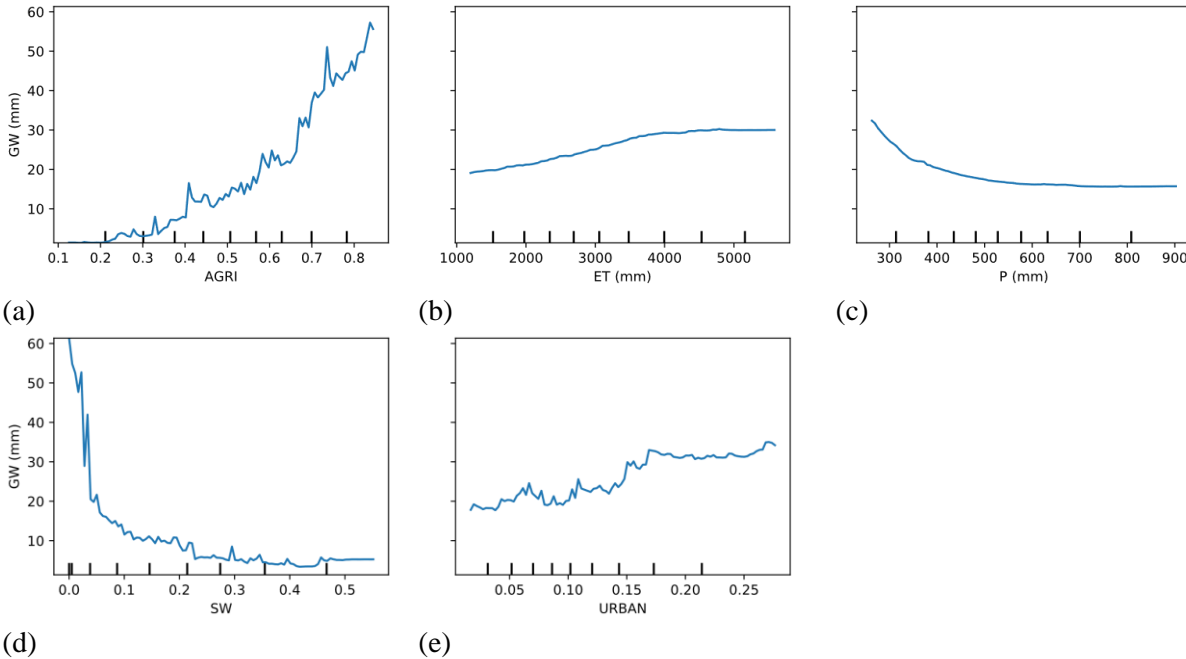 60
50
40
30
20
10
GW (mm)
0.1 0.2 0.3 0.4 0.5 0.6 0.7 0.8
AGRI
1000 2000 3000 4000 5000
ET (mm)
300 400 500 600 700 800 900
P (mm)
(a) (b) (c)
60
50
40
30
20
10
GW (mm)
0.0 0.1 0.2 0.3 0.4 0.5
SW
0.05 0.10 0.15 0.20 0.25
URBAN
(d) (e)